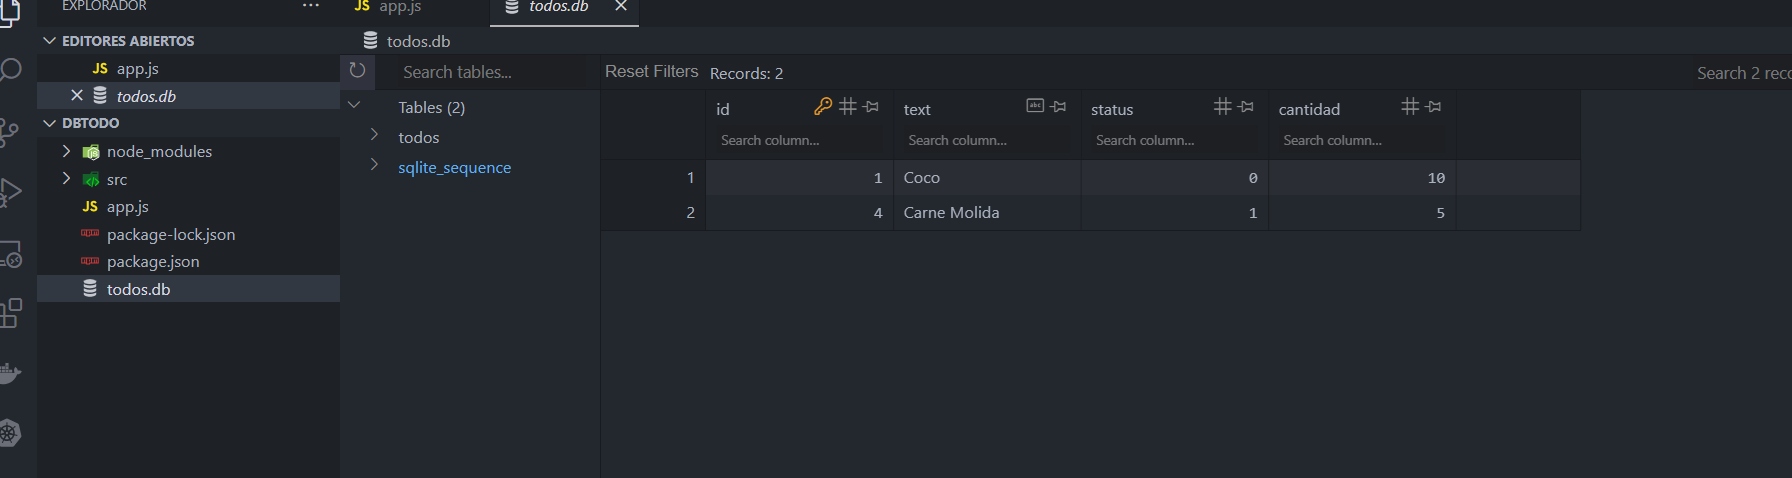 EXPLORADOR
EDITORES ABIERTOS
JS app.js
todos.db
DBTODO
node_modules
src
JS app.js
package-lock.json
package.json
todos.db
JS app.js
todos.db
todos.db
Search tables...
Tables (2)
todos
sqlite_sequence
Reset Filters Records: 2 Search 2 reco
id text status cantidad
Search column... Search column... Search column... Search column...
1 1 Coco 0 10
2 4 Carne Molida 1 5